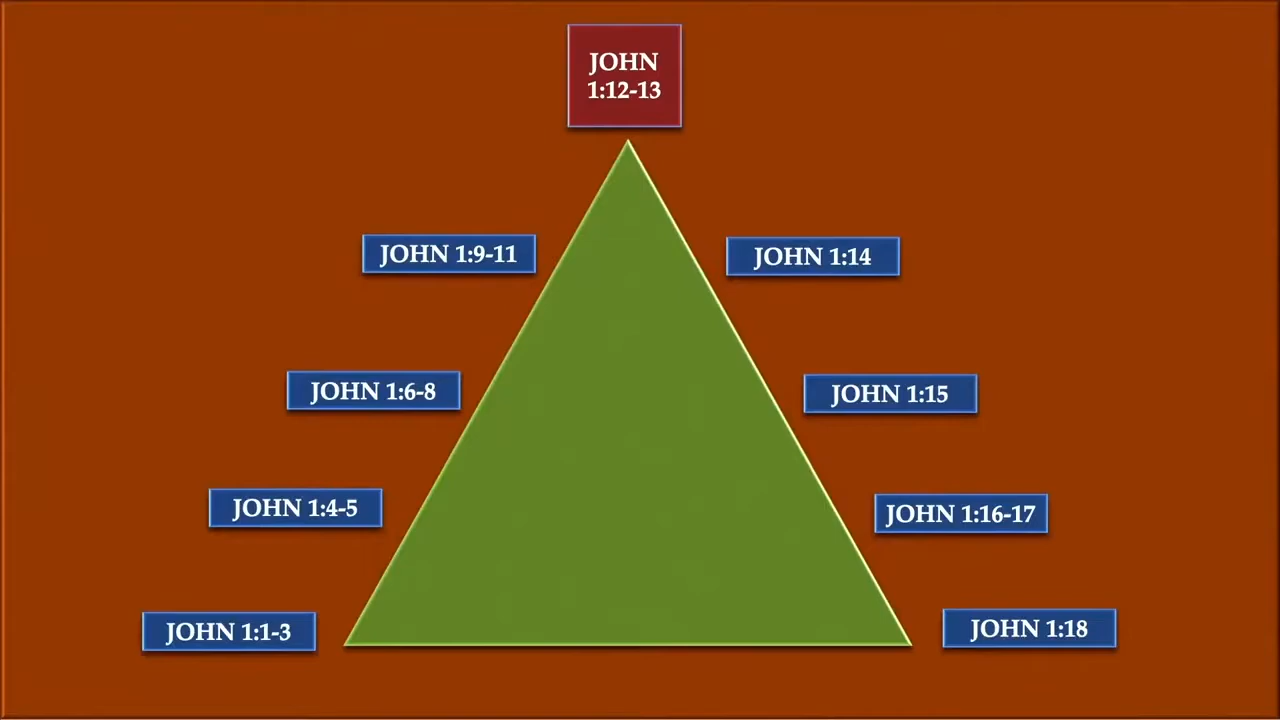 JOHN
1:12-13
JOHN 1:9-11
JOHN 1:14
JOHN 1:6-8
JOHN 1:15
JOHN 1:4-5
JOHN 1:16-17
JOHN 1:1-3
JOHN 1:18